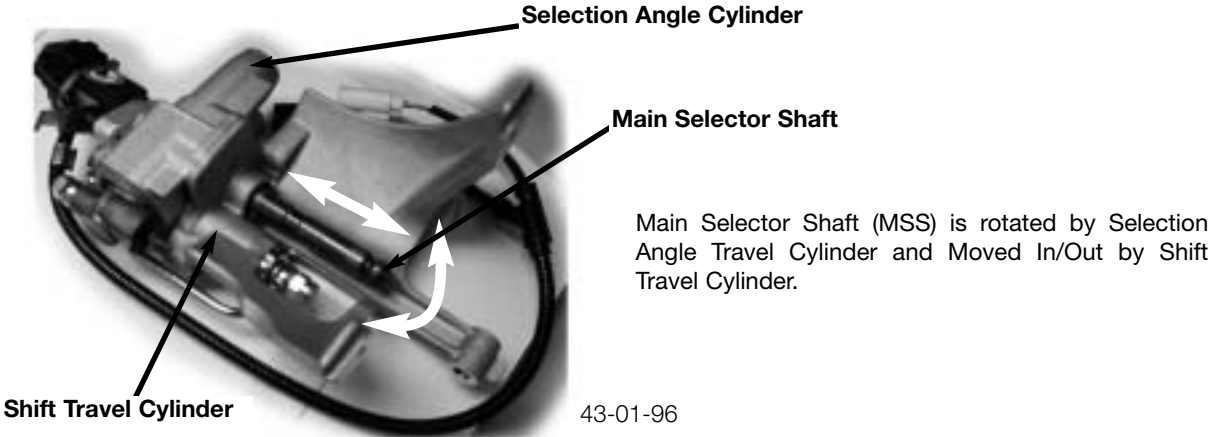 Selection Angle Cylinder
Main Selector Shaft
Main Selector Shaft (MSS) is rotated by Selection
Angle Travel Cylinder and Moved In/Out by Shift
Travel Cylinder.
Shift Travel Cylinder
43-01-96